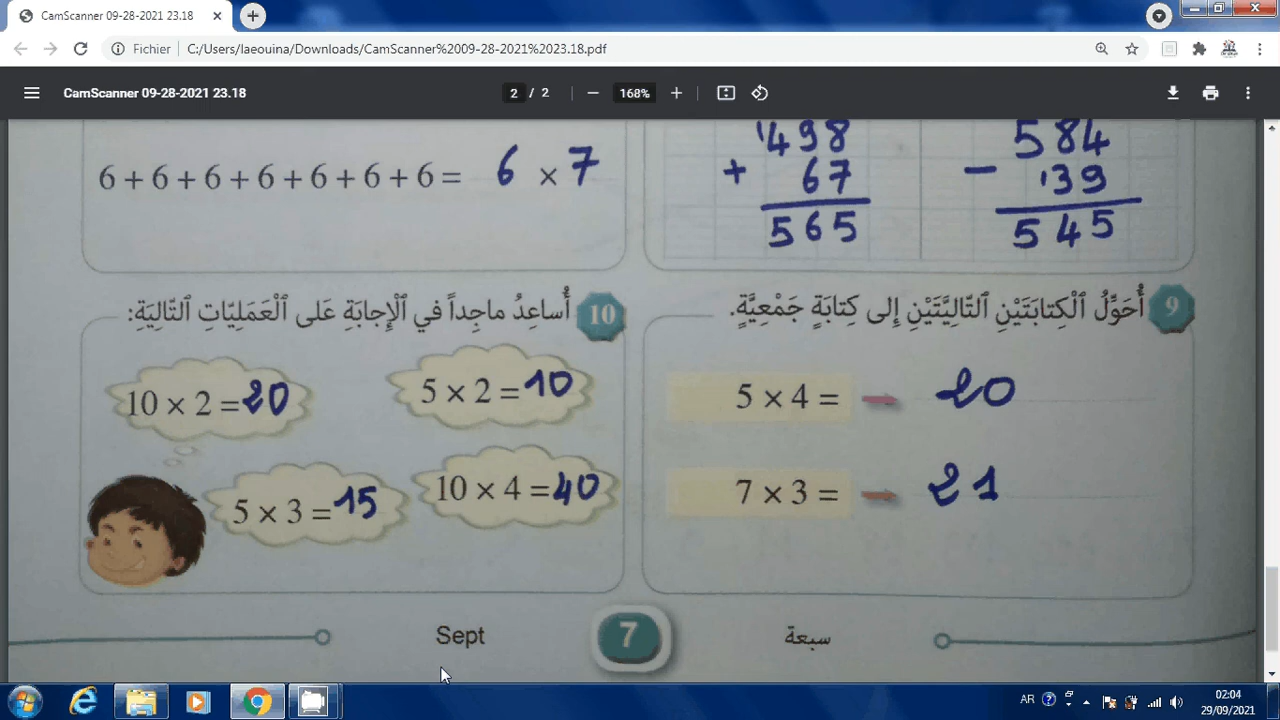 CamScanner 09-28-2021 23.18
Fichier | C:/Users/laeouina/Downloads/CamScanner%2009-28-2021%2023.18.pdf
CamScanner 09-28-2021 23.18
2 / 2
168%
6 + 6 + 6 + 6 + 6 + 6 + 6 = 6 × 7
1498
+ 67
565
584
- 139
545
9 أُحَوِّلُ ٱلْكِتابَتَيْنِ ٱلتّالِيَّتَيْنِ إِلى كِتابَةٍ جَمْعِيَّةٍ.
5 × 4 = 20
7 × 3 = 21
10 أُساعِدُ ماجِداً في ٱلْإِجابَةِ عَلى ٱلْعَمَلِيّاتِ ٱلتّالِيَةِ:
10 × 2 = 20
5 × 2 = 10
5 × 3 = 15
10 × 4 = 40
Sept 7 سبعة
AR
02:04
29/09/2021